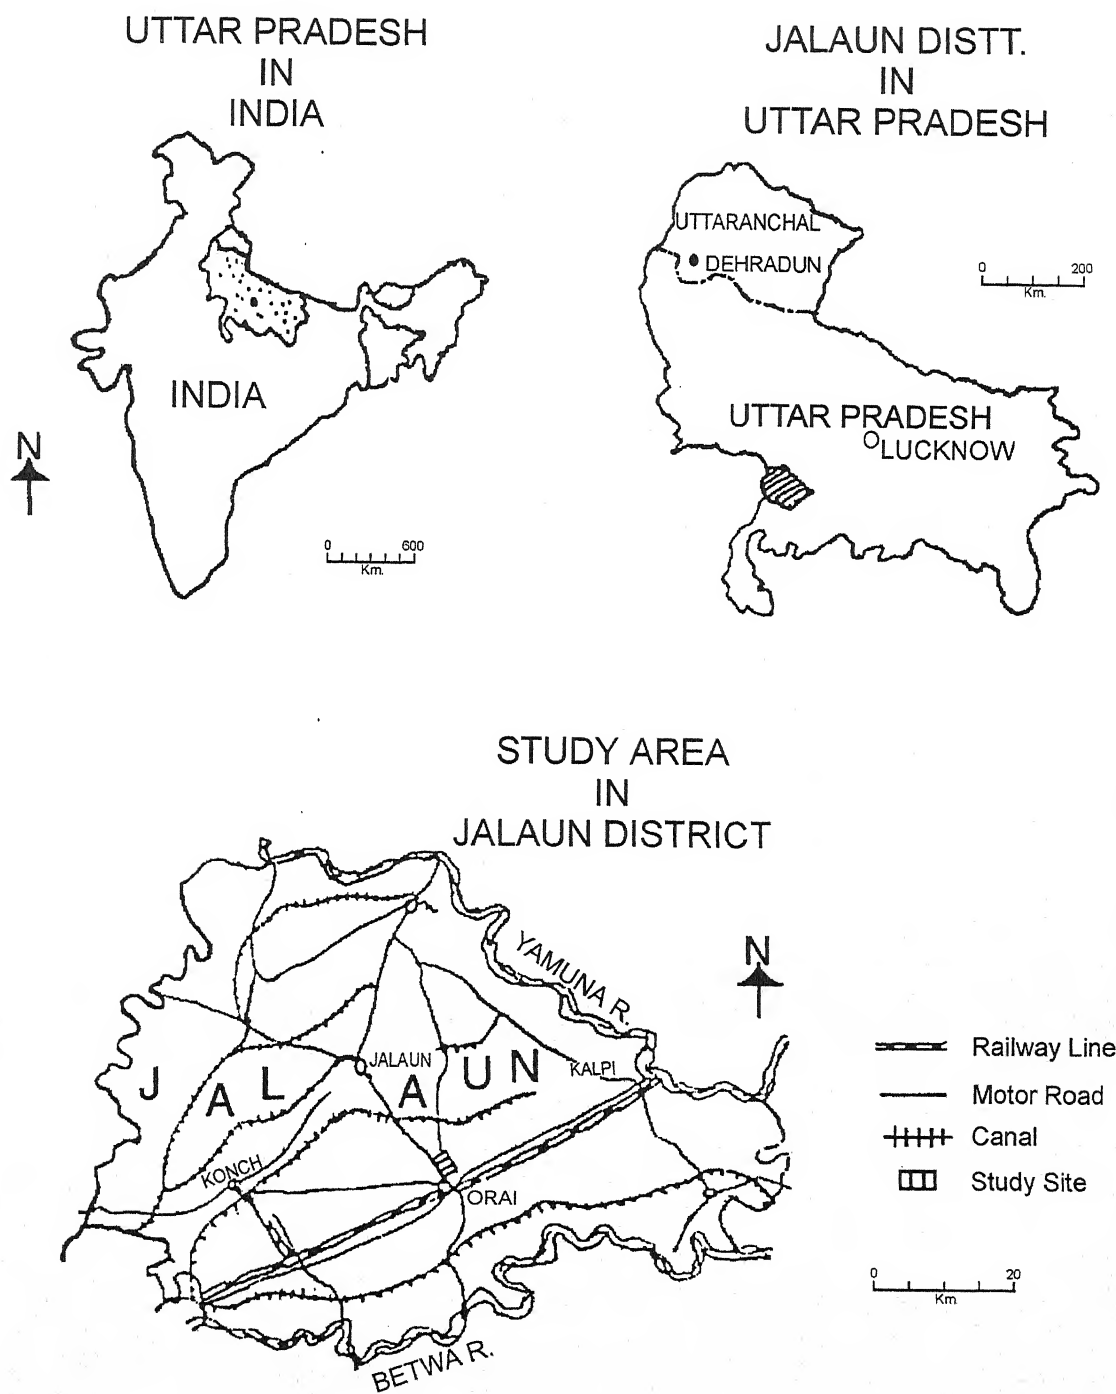 UTTAR PRADESH
IN
INDIA
INDIA
N
0 600
Km.
JALAUN DISTT.
IN
UTTAR PRADESH
UTTARANCHAL
DEHRADUN
0 200
Km.
UTTAR PRADESH
LUCKNOW
STUDY AREA
IN
JALAUN DISTRICT
YAMUNA R.
N
JALAUN
KALPI
JALAUN
KONCH
ORAI
BETWA R.
Railway Line
Motor Road
Canal
Study Site
0 20
Km